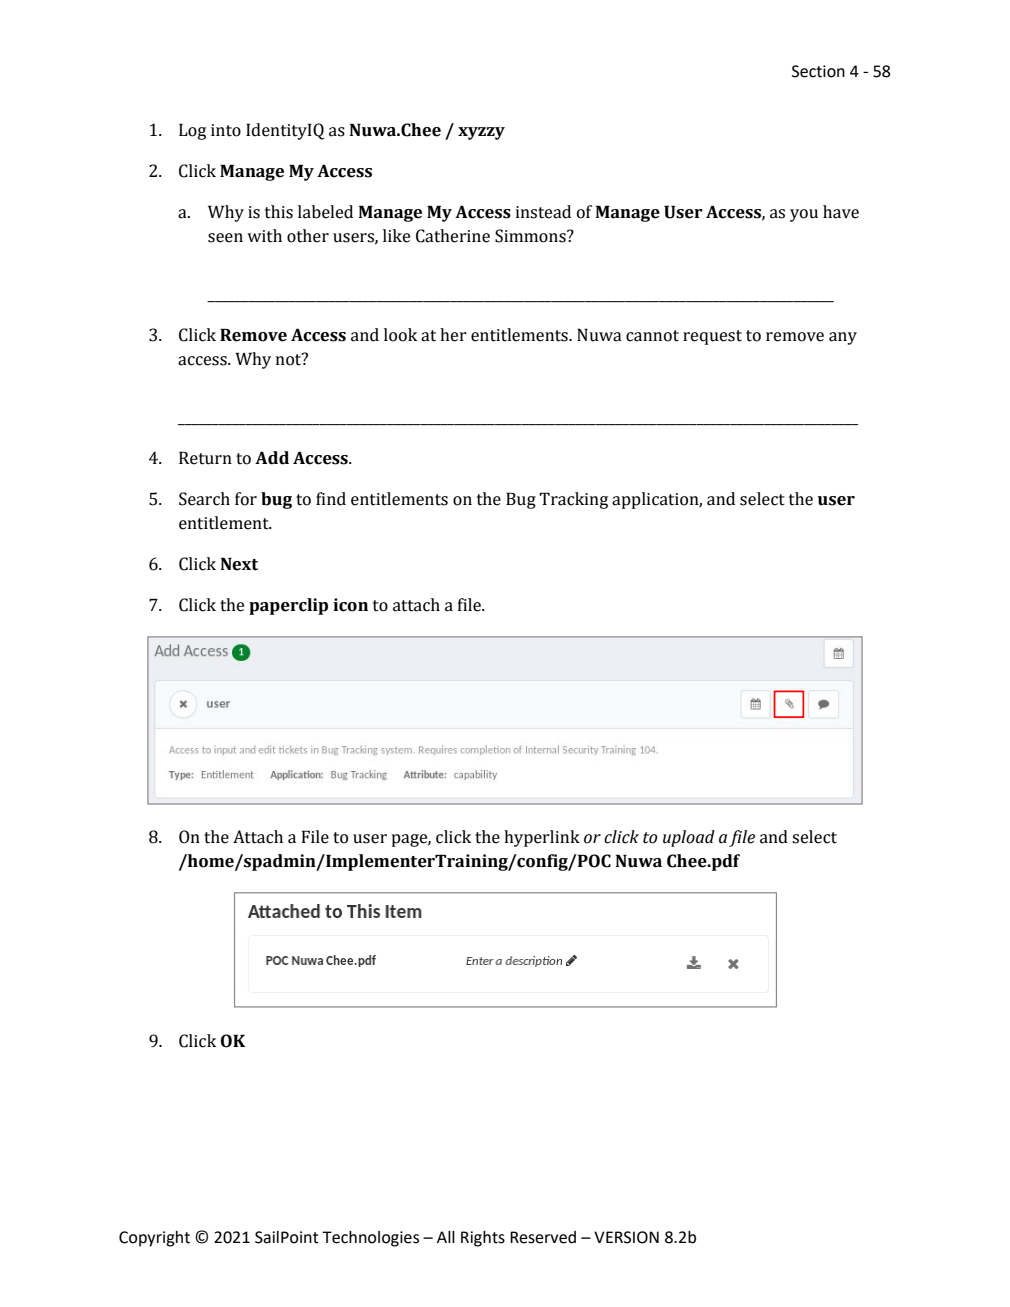 Section 4 - 58
1. Log into IdentityIQ as Nuwa.Chee / xyzzy
2. Click Manage My Access
a. Why is this labeled Manage My Access instead of Manage User Access, as you have
seen with other users, like Catherine Simmons?
3. Click Remove Access and look at her entitlements. Nuwa cannot request to remove any
access. Why not?
4. Return to Add Access.
5. Search for bug to find entitlements on the Bug Tracking application, and select the user
entitlement.
6. Click Next
7. Click the paperclip icon to attach a file.
Add Access 1
user
Access to input and edit tickets in Bug Tracking system. Requires completion of Internal Security Training 104.
Type: Entitlement Application: Bug Tracking Attribute: capability
8. On the Attach a File to user page, click the hyperlink or click to upload a file and select
/home/spadmin/ImplementerTraining/config/POC Nuwa Chee.pdf
Attached to This Item
POC Nuwa Chee.pdf Enter a description
9. Click OK
Copyright © 2021 SailPoint Technologies – All Rights Reserved – VERSION 8.2b